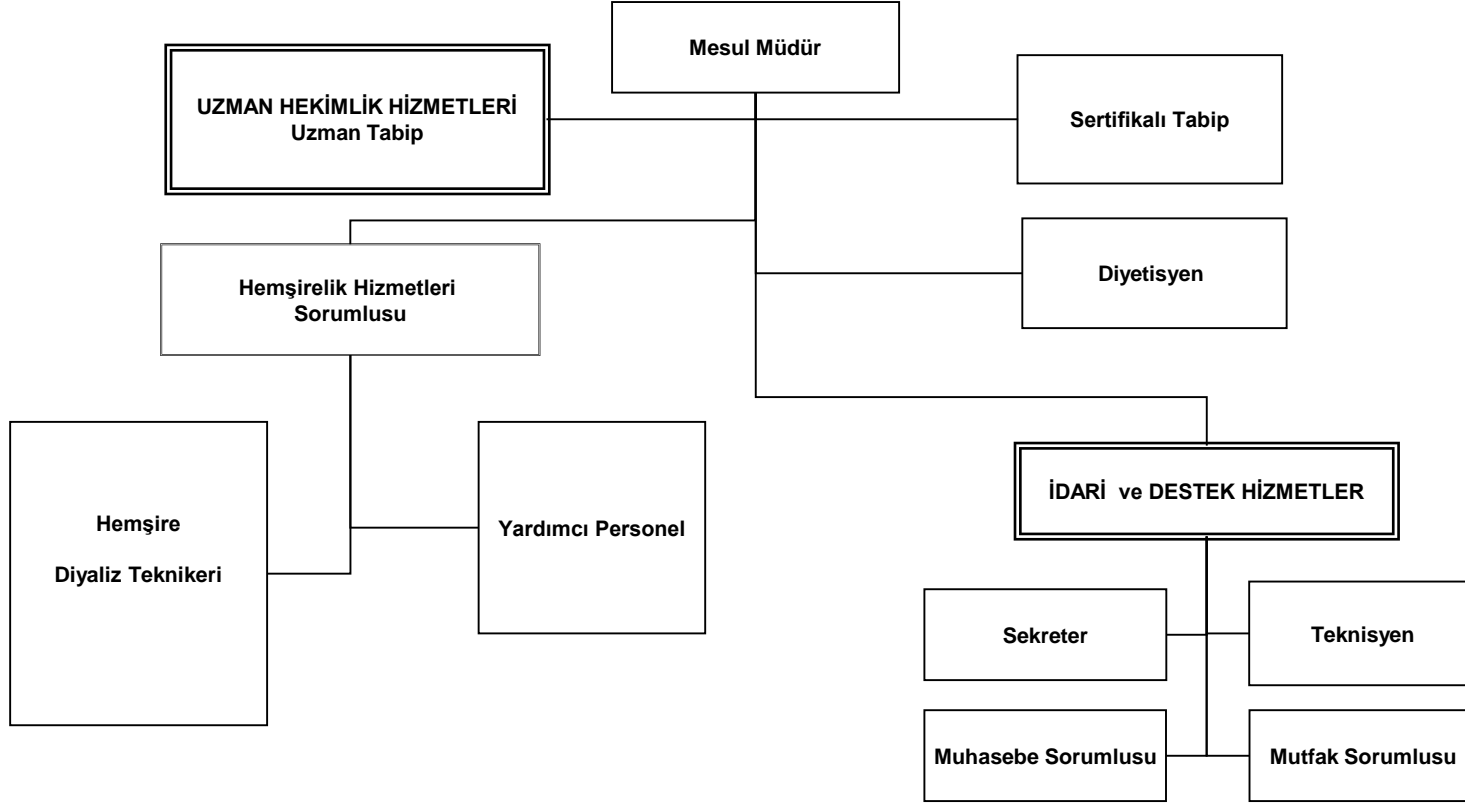 Mesul Müdür
UZMAN HEKİMLİK HİZMETLERİ
Uzman Tabip
Sertifikalı Tabip
Hemşirelik Hizmetleri
Sorumlusu
Diyetisyen
Hemşire
Diyaliz Teknikeri
Yardımcı Personel
İDARİ ve DESTEK HİZMETLER
Sekreter
Teknisyen
Muhasebe Sorumlusu
Mutfak Sorumlusu